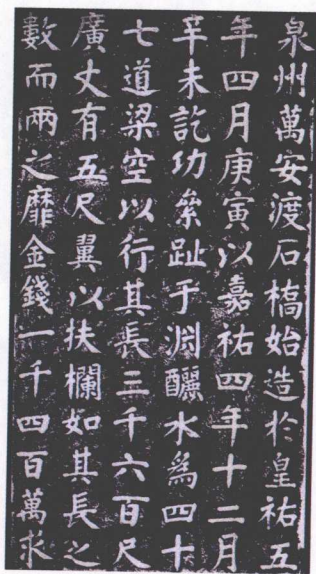 泉州萬安渡石橋始造於皇祐五
年四月庚寅以嘉祐四年十二月
辛未訖功絫趾于淵釃水為四十
七道梁空以行其長三千六百尺
廣丈有五尺翼以扶欄如其長之
數而兩之靡金錢一千四百萬求